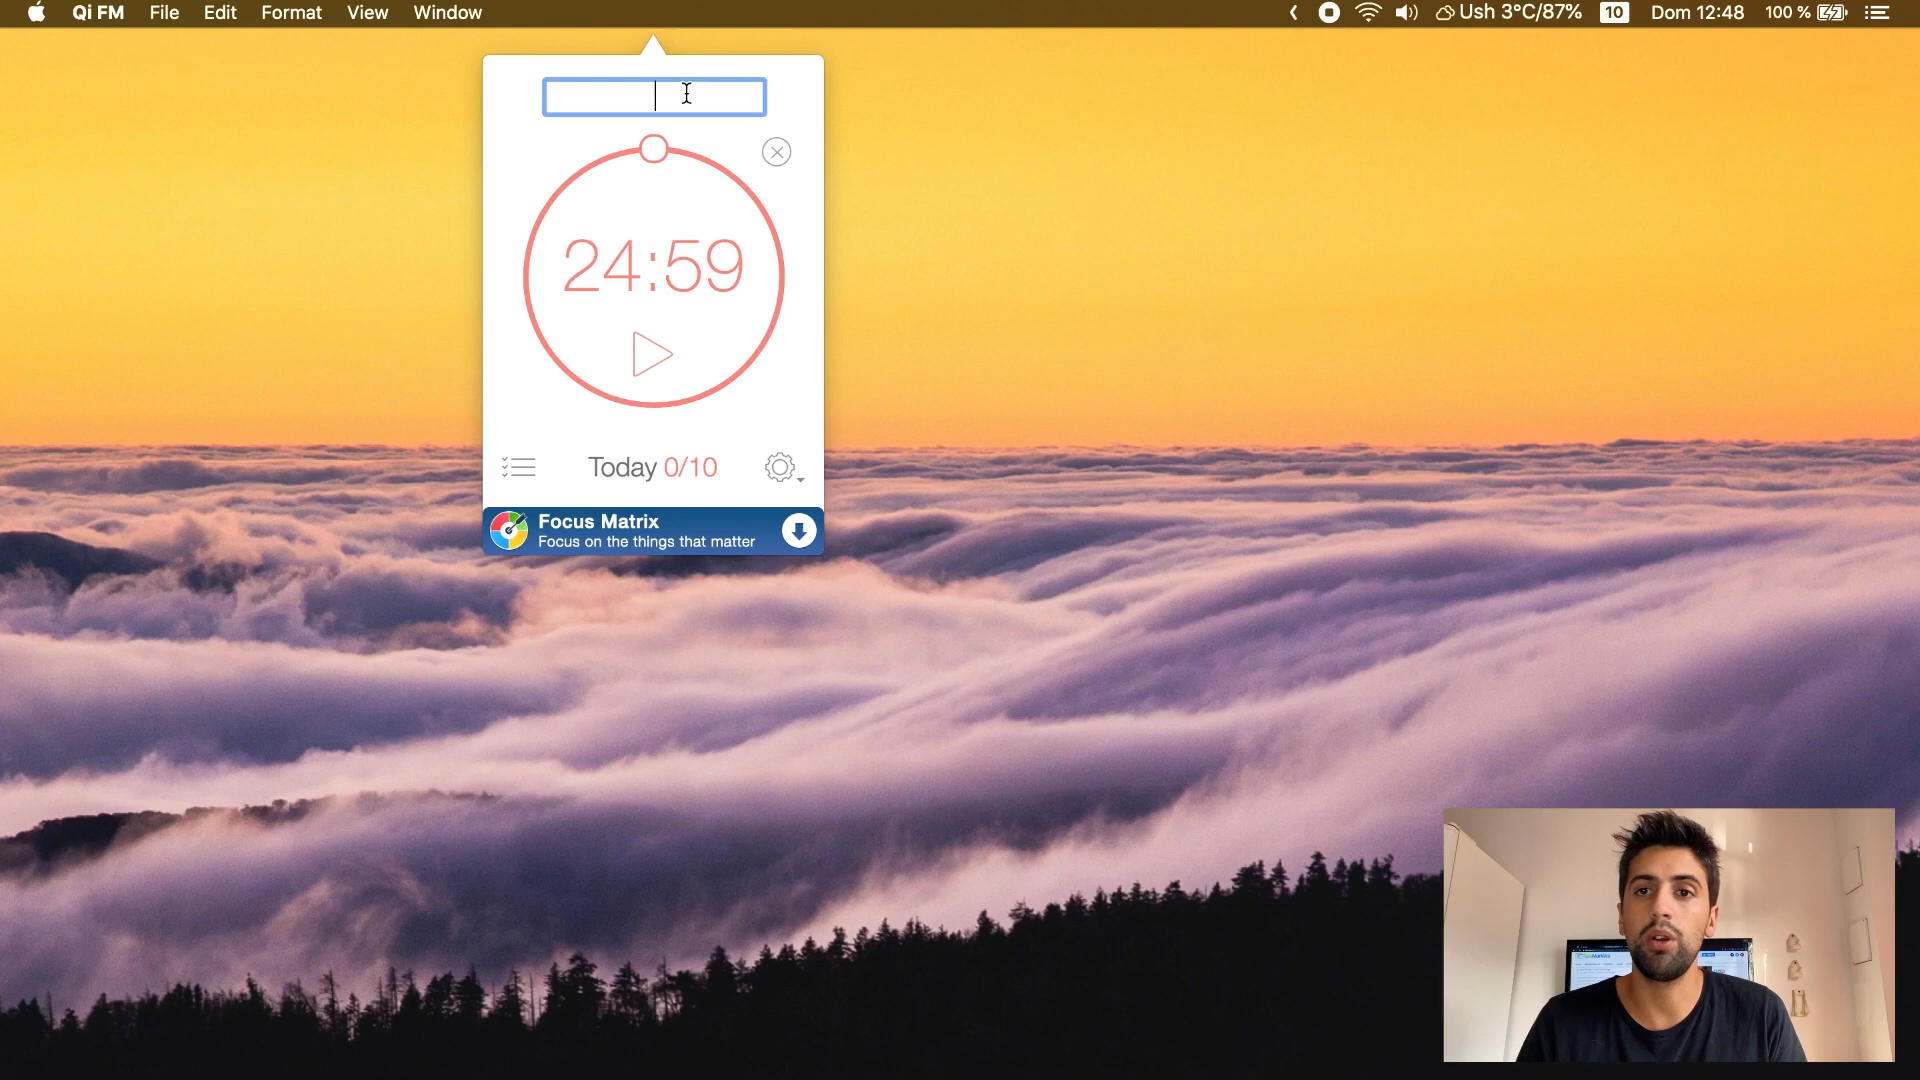 Qi FM File Edit Format View Window Ush 3°C/87% 10 Dom 12:48 100 %
24:59
Today 0/10
Focus Matrix
Focus on the things that matter